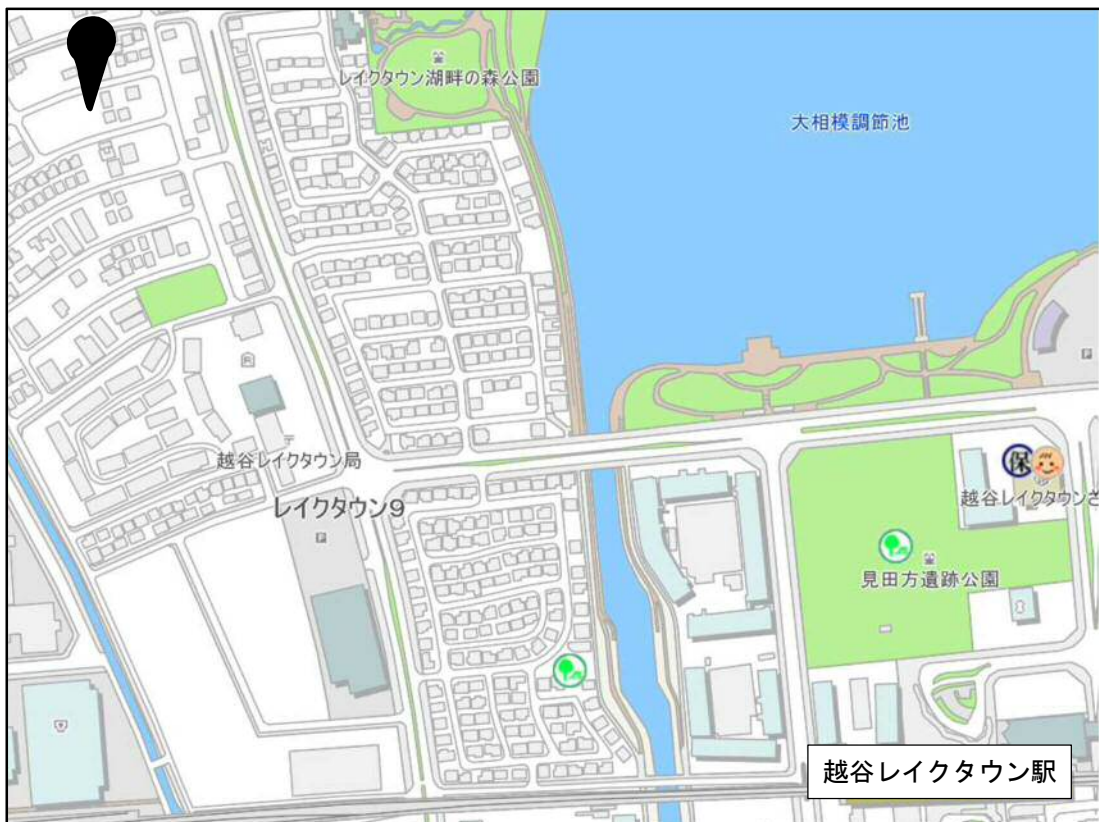 レイクタウン湖畔の森公園
大相模調節池
P
R
越谷レイクタウン局
レイクタウン9
P
保
越谷レイクタウンさ
見田方遺跡公園
越谷レイクタウン駅